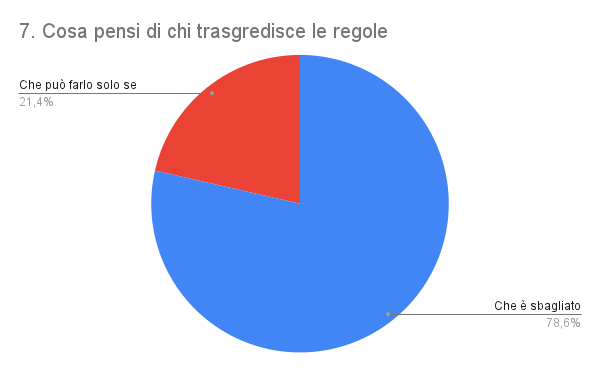 7. Cosa pensi di chi trasgredisce le regole
Che può farlo solo se
21,4%
Che è sbagliato
78,6%